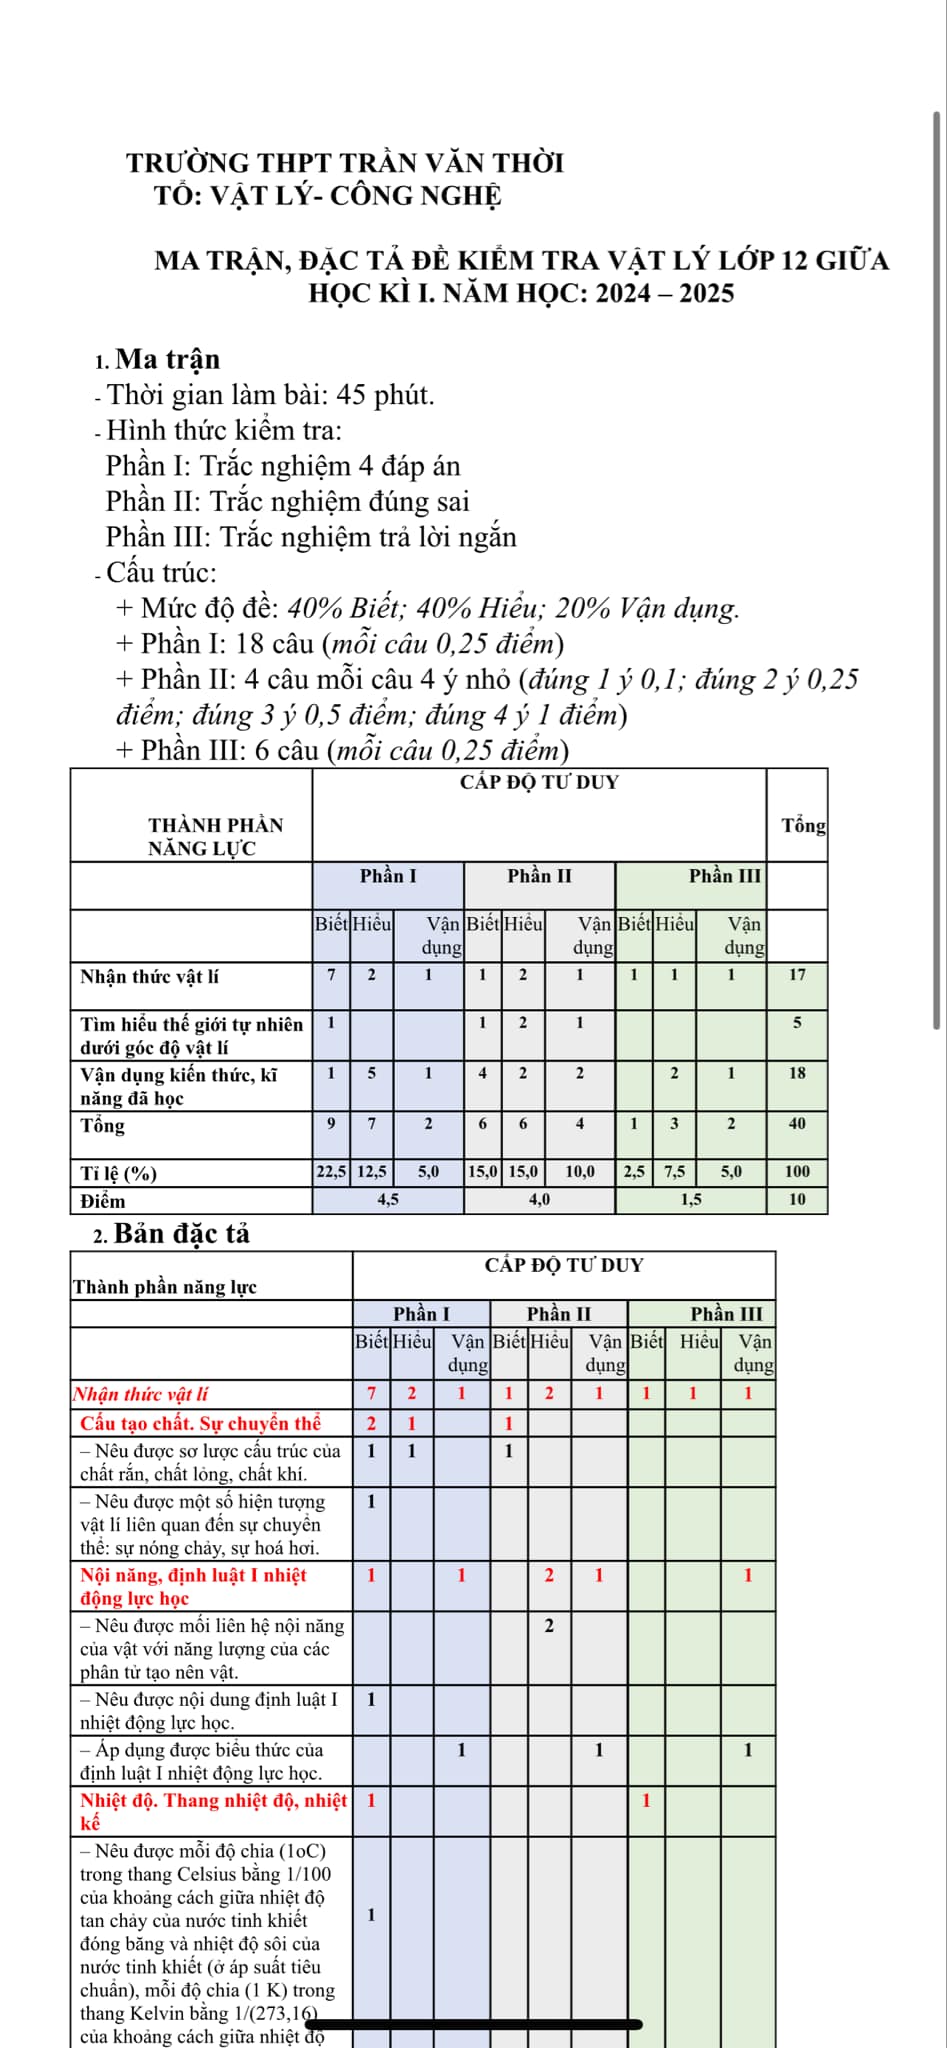 TRƯỜNG THPT TRẦN VĂN THỜI
TỔ: VẬT LÝ- CÔNG NGHỆ
MA TRẬN, ĐẶC TẢ ĐỀ KIỂM TRA VẬT LÝ LỚP 12 GIỮA
HỌC KÌ I. NĂM HỌC: 2024 – 2025
1. Ma trận
- Thời gian làm bài: 45 phút.
- Hình thức kiểm tra:
Phần I: Trắc nghiệm 4 đáp án
Phần II: Trắc nghiệm đúng sai
Phần III: Trắc nghiệm trả lời ngắn
- Cấu trúc:
+ Mức độ đề: 40% Biết; 40% Hiểu; 20% Vận dụng.
+ Phần I: 18 câu (mỗi câu 0,25 điểm)
+ Phần II: 4 câu mỗi câu 4 ý nhỏ (đúng 1 ý 0,1; đúng 2 ý 0,25
điểm; đúng 3 ý 0,5 điểm; đúng 4 ý 1 điểm)
+ Phần III: 6 câu (mỗi câu 0,25 điểm)
CẤP ĐỘ TƯ DUY
THÀNH PHẦN
NĂNG LỰC
Tổng
Phần I Phần II Phần III
Biết Hiểu Vận Biết Hiểu Vận Biết Hiểu Vận
dụng dụng dụng
Nhận thức vật lí 7 2 1 1 2 1 1 1 1 17
Tìm hiểu thế giới tự nhiên 1 1 2 1 5
dưới góc độ vật lí
Vận dụng kiến thức, kĩ 1 5 1 4 2 2 2 1 18
năng đã học
Tổng 9 7 2 6 6 4 1 3 2 40
Tỉ lệ (%) 22,5 12,5 5,0 15,0 15,0 10,0 2,5 7,5 5,0 100
Điểm 4,5 4,0 1,5 10
2. Bản đặc tả
CẤP ĐỘ TƯ DUY
Thành phần năng lực
Phần I Phần II Phần III
Biết Hiểu Vận Biết Hiểu Vận Biết Hiểu Vận
dụng dụng dụng
Nhận thức vật lí 7 2 1 1 2 1 1 1 1
Cấu tạo chất. Sự chuyển thể 2 1 1
– Nêu được sơ lược cấu trúc của 1 1 1
chất rắn, chất lỏng, chất khí.
– Nêu được một số hiện tượng 1
vật lí liên quan đến sự chuyển
thể: sự nóng chảy, sự hoá hơi.
Nội năng, định luật I nhiệt 1 1 2 1 1
động lực học
– Nêu được mối liên hệ nội năng 2
của vật với năng lượng của các
phân tử tạo nên vật.
– Nêu được nội dung định luật I 1
nhiệt động lực học.
– Áp dụng được biểu thức của 1 1 1
định luật I nhiệt động lực học.
Nhiệt độ. Thang nhiệt độ, nhiệt 1 1
kế
– Nêu được mỗi độ chia (1oC)
trong thang Celsius bằng 1/100
của khoảng cách giữa nhiệt độ
tan chảy của nước tinh khiết 1
đóng băng và nhiệt độ sôi của
nước tinh khiết (ở áp suất tiêu
chuẩn), mỗi độ chia (1 K) trong
thang Kelvin bằng 1/(273,16)
của khoảng cách giữa nhiệt độ